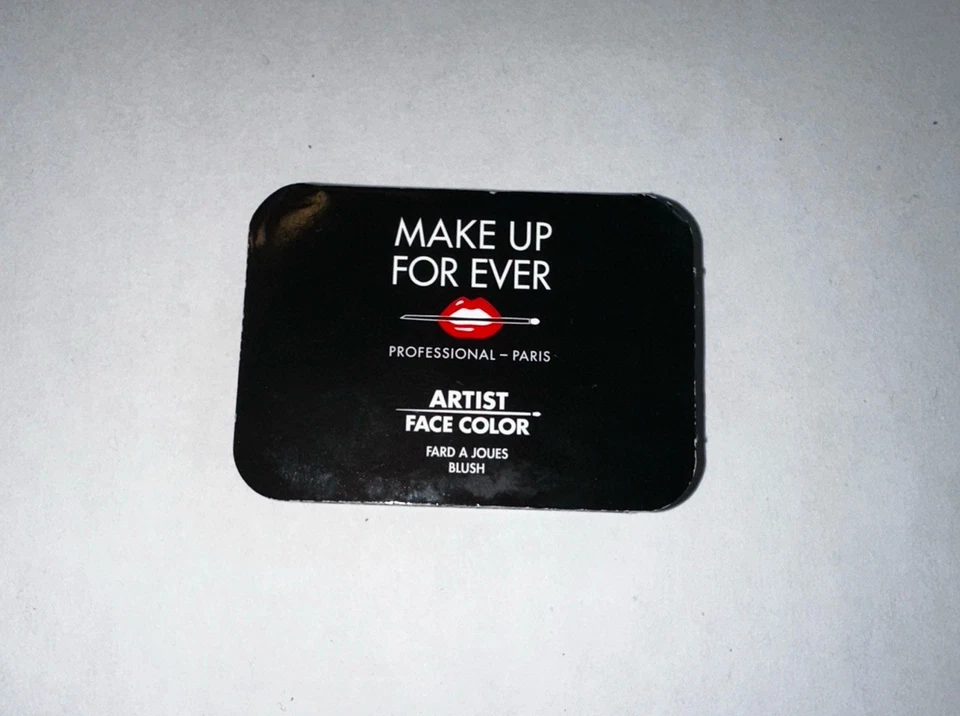 MAKE UP
FOR EVER
PROFESSIONAL – PARIS
ARTIST
FACE COLOR
FARD A JOUES
BLUSH